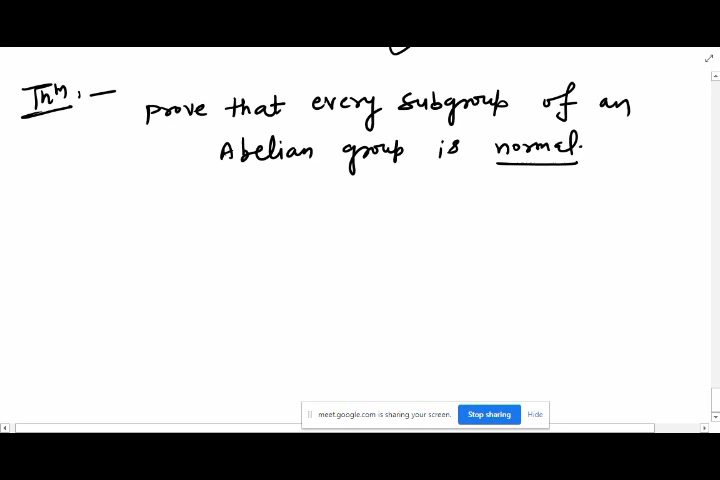 Thm :- prove that every subgroup of an
Abelian group is normal.
meet.google.com is sharing your screen. Stop sharing Hide